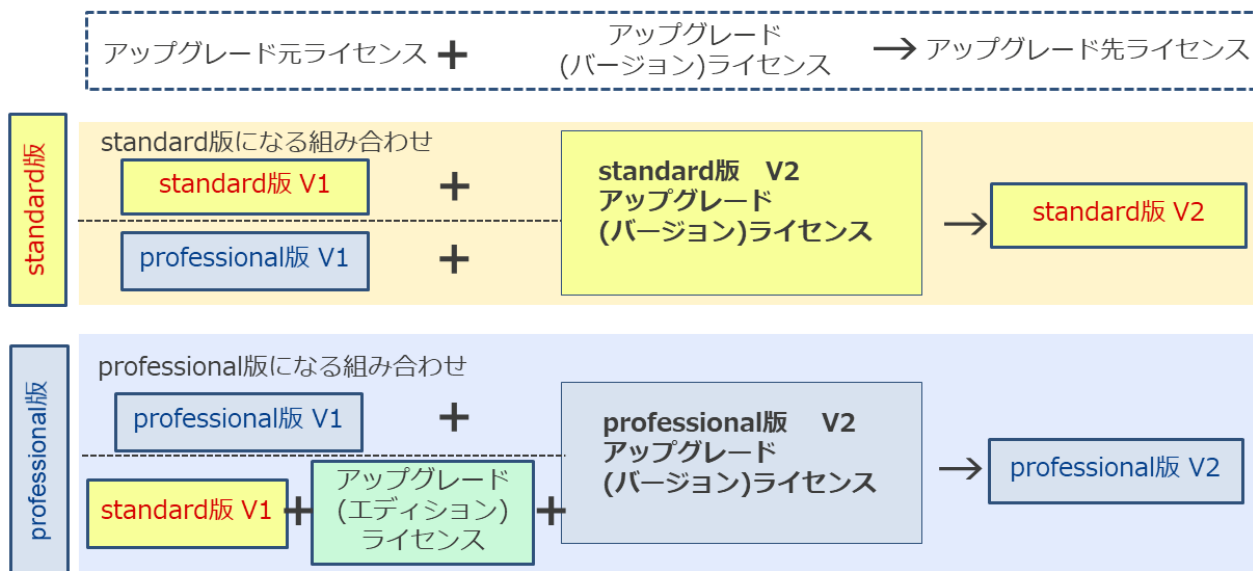 アップグレード元ライセンス + アップグレード
(バージョン)ライセンス → アップグレード先ライセンス
standard版
standard版になる組み合わせ
standard版 V1 +
professional版 V1 +
standard版 V2
アップグレード
(バージョン)ライセンス
→ standard版 V2
professional版
professional版になる組み合わせ
professional版 V1 +
standard版 V1 + アップグレード
(エディション)
ライセンス +
professional版 V2
アップグレード
(バージョン)ライセンス
→ professional版 V2